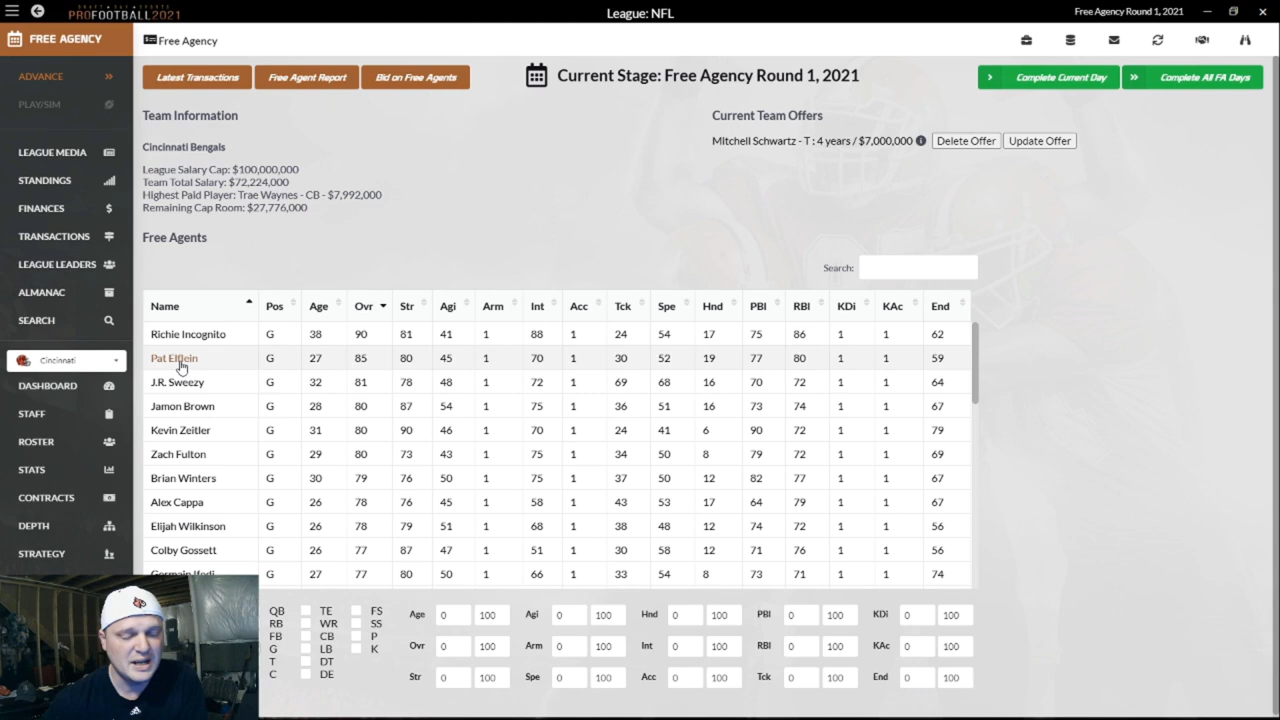 DRAFT DAY SPORTS
PROFOOTBALL2021
League: NFL
Free Agency Round 1, 2021
FREE AGENCY
Free Agency
ADVANCE
PLAY/SIM
LEAGUE MEDIA
STANDINGS
FINANCES
TRANSACTIONS
LEAGUE LEADERS
ALMANAC
SEARCH
Cincinnati
DASHBOARD
STAFF
ROSTER
STATS
CONTRACTS
DEPTH
STRATEGY
Latest Transactions Free Agent Report Bid on Free Agents
Current Stage: Free Agency Round 1, 2021
Complete Current Day Complete All FA Days
Team Information
Cincinnati Bengals
League Salary Cap: $100,000,000
Team Total Salary: $72,224,000
Highest Paid Player: Trae Waynes - CB - $7,992,000
Remaining Cap Room: $27,776,000
Current Team Offers
Mitchell Schwartz - T : 4 years / $7,000,000 Delete Offer Update Offer
Free Agents
Search:
Name Pos Age Ovr Str Agi Arm Int Acc Tck Spe Hnd PBl RBl KDi KAc End
Richie Incognito G 38 90 81 41 1 88 1 24 54 17 75 86 1 1 62
Pat Elflein G 27 85 80 45 1 70 1 30 52 19 77 80 1 1 59
J.R. Sweezy G 32 81 78 48 1 72 1 69 68 16 70 72 1 1 64
Jamon Brown G 28 80 87 54 1 75 1 36 51 16 73 74 1 1 67
Kevin Zeitler G 31 80 90 46 1 70 1 24 41 6 90 72 1 1 79
Zach Fulton G 29 80 73 43 1 75 1 34 50 8 79 72 1 1 69
Brian Winters G 30 79 76 50 1 75 1 37 50 12 82 77 1 1 67
Alex Cappa G 26 78 76 45 1 58 1 43 53 17 64 79 1 1 67
Elijah Wilkinson G 26 78 79 51 1 68 1 38 48 12 74 72 1 1 56
Colby Gossett G 26 77 87 47 1 51 1 30 58 12 71 76 1 1 56
Germain Ifedi G 27 77 80 50 1 66 1 33 54 8 73 71 1 1 74
QB TE FS
RB WR SS
FB CB P
G LB K
T DT
C DE
Age 0 100 Agi 0 100 Hnd 0 100 PBl 0 100 KDi 0 100
Ovr 0 100 Arm 0 100 Int 0 100 RBl 0 100 KAc 0 100
Str 0 100 Spe 0 100 Acc 0 100 Tck 0 100 End 0 100